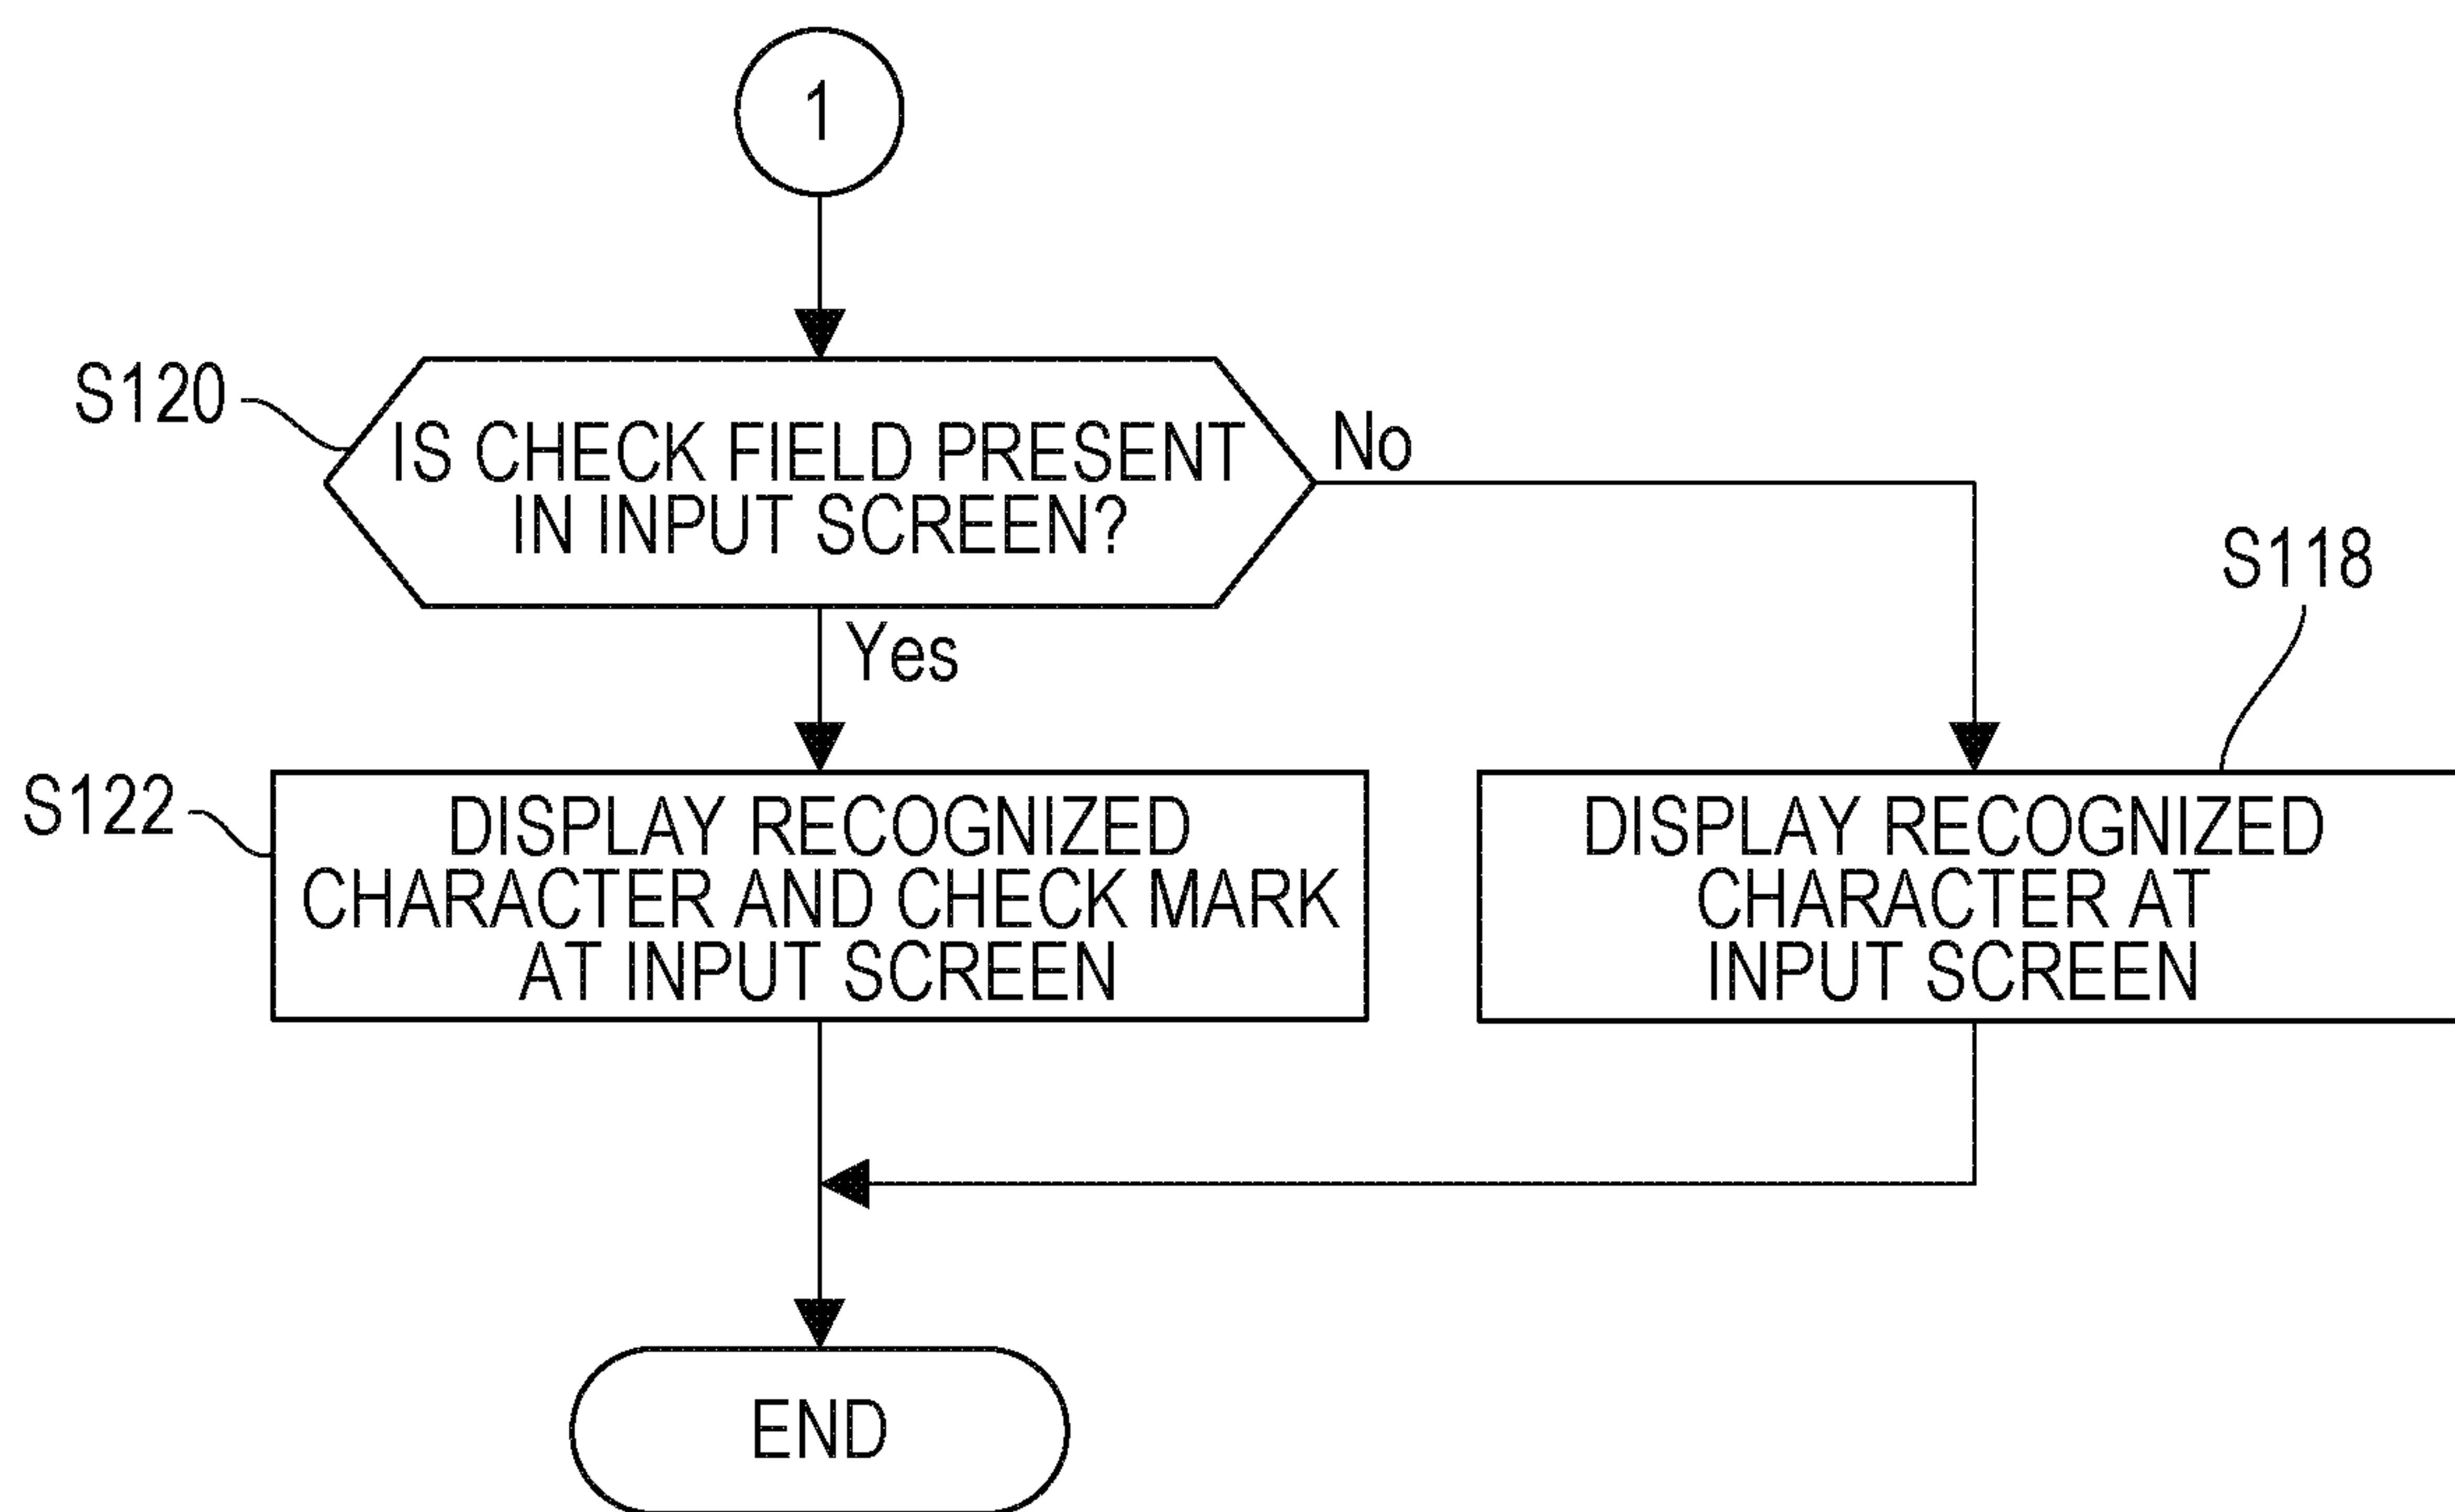 1
S120
IS CHECK FIELD PRESENT
IN INPUT SCREEN?
No
Yes
S118
S122
DISPLAY RECOGNIZED
CHARACTER AND CHECK MARK
AT INPUT SCREEN
DISPLAY RECOGNIZED
CHARACTER AT
INPUT SCREEN
END